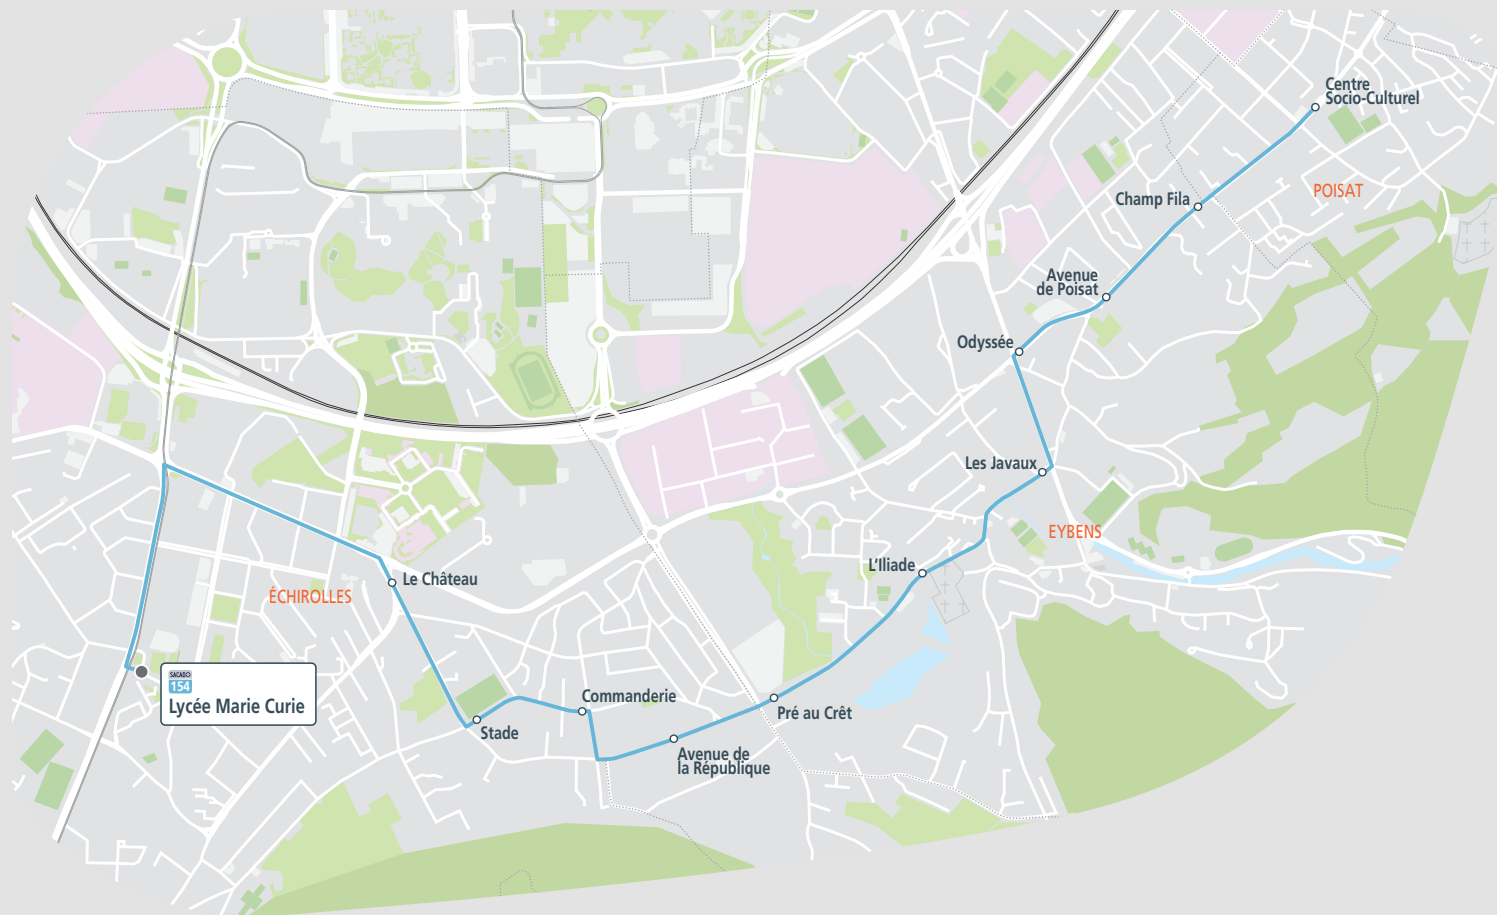 Centre
Socio-Culturel
POISAT
Champ Fila
Avenue
de Poisat
Odyssée
Les Javaux
EYBENS
L'Iliade
Le Château
ÉCHIROLLES
SACADO
154
Lycée Marie Curie
Commanderie
Stade
Pré au Crêt
Avenue de
la République